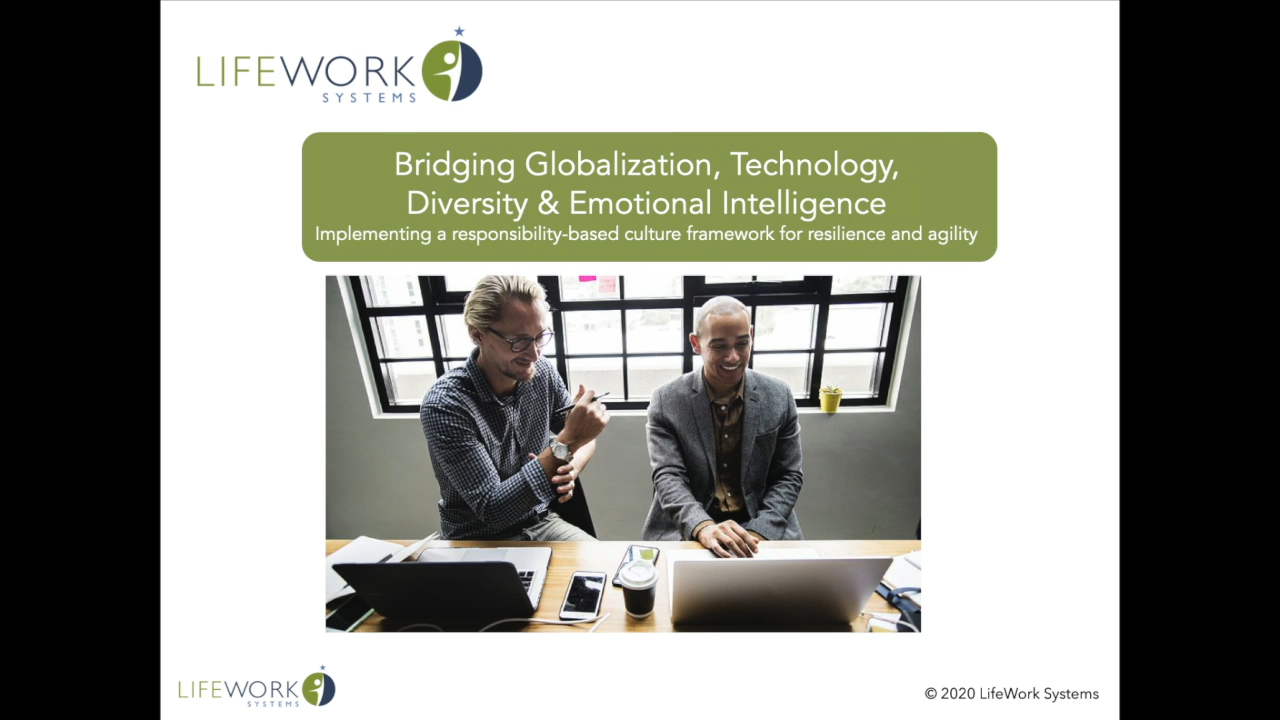 LIFEWORK
SYSTEMS
Bridging Globalization, Technology,
Diversity & Emotional Intelligence
Implementing a responsibility-based culture framework for resilience and agility
LIFEWORK
SYSTEMS
© 2020 LifeWork Systems